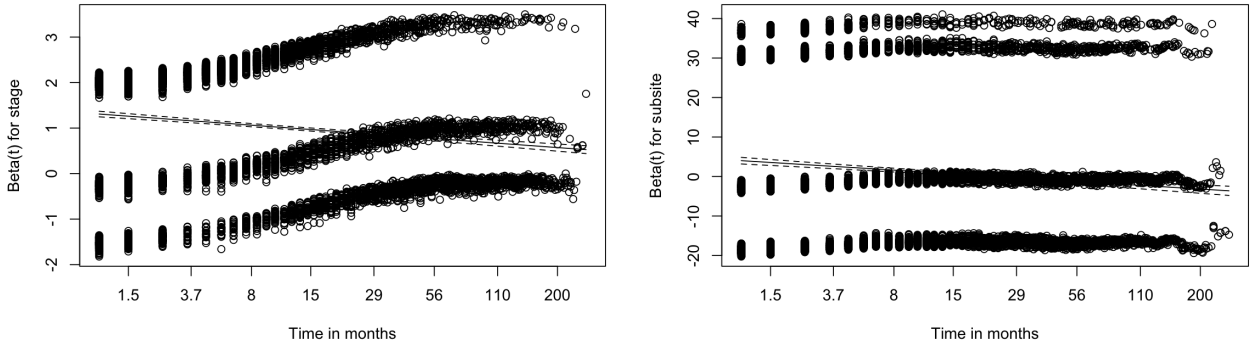 Beta(t) for stage
3
2
1
0
-1
-2
1.5 3.7 8 15 29 56 110 200
Time in months
Beta(t) for subsite
40
30
20
10
0
-10
-20
1.5 3.7 8 15 29 56 110 200
Time in months